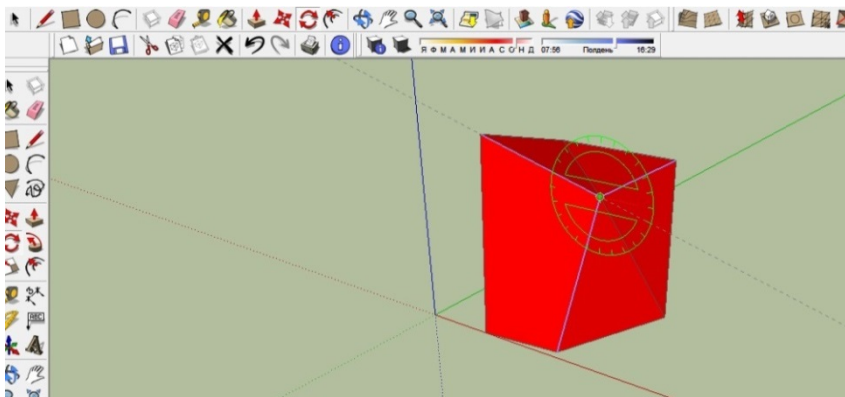 Я Ф М А М И И А С О Н Д 07:56 Полдень 16:29